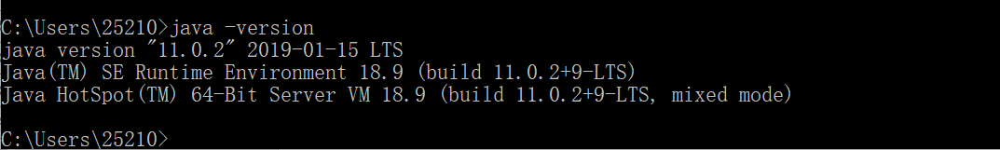 C:\Users\25210>java -version
java version "11.0.2" 2019-01-15 LTS
Java(TM) SE Runtime Environment 18.9 (build 11.0.2+9-LTS)
Java HotSpot(TM) 64-Bit Server VM 18.9 (build 11.0.2+9-LTS, mixed mode)
C:\Users\25210>